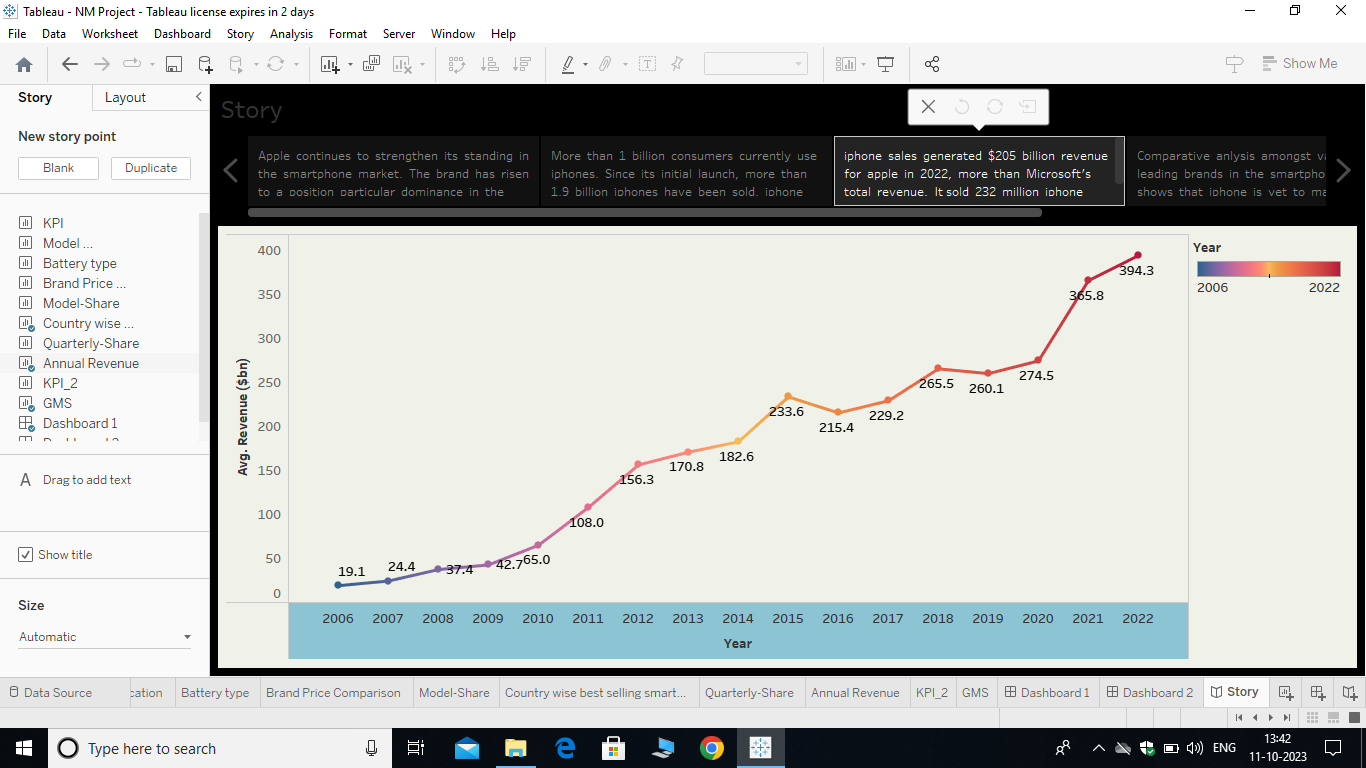 Tableau - NM Project - Tableau license expires in 2 days
File Data Worksheet Dashboard Story Analysis Format Server Window Help
Show Me
Story Layout
New story point
Blank Duplicate
KPI
Model ...
Battery type
Brand Price ...
Model-Share
Country wise ...
Quarterly-Share
Annual Revenue
KPI_2
GMS
Dashboard 1
A Drag to add text
Show title
Size
Automatic
Story
Apple continues to strengthen its standing in
the smartphone market. The brand has risen
to a position particular dominance in the
More than 1 billion consumers currently use
iphones. Since its initial launch, more than
1.9 billion iphones have been sold. iphone
iphone sales generated $205 billion revenue
for apple in 2022, more than Microsoft's
total revenue. It sold 232 million iphone
Comparative anlysis amongst
leading brands in the
shows that iphone is yet to
400
350
300
250
200
150
100
50
0
Avg. Revenue ($bn)
19.1
24.4
37.4
42.7
65.0
108.0
156.3
170.8
182.6
233.6
215.4
229.2
265.5
260.1
274.5
365.8
394.3
2006 2007 2008 2009 2010 2011 2012 2013 2014 2015 2016 2017 2018 2019 2020 2021 2022
Year
Year
2006 2022
Data Source Battery type Brand Price Comparison Model-Share Country wise best selling smart... Quarterly-Share Annual Revenue KPI_2 GMS Dashboard 1 Dashboard 2 Story
Type here to search
ENG
13:42
11-10-2023